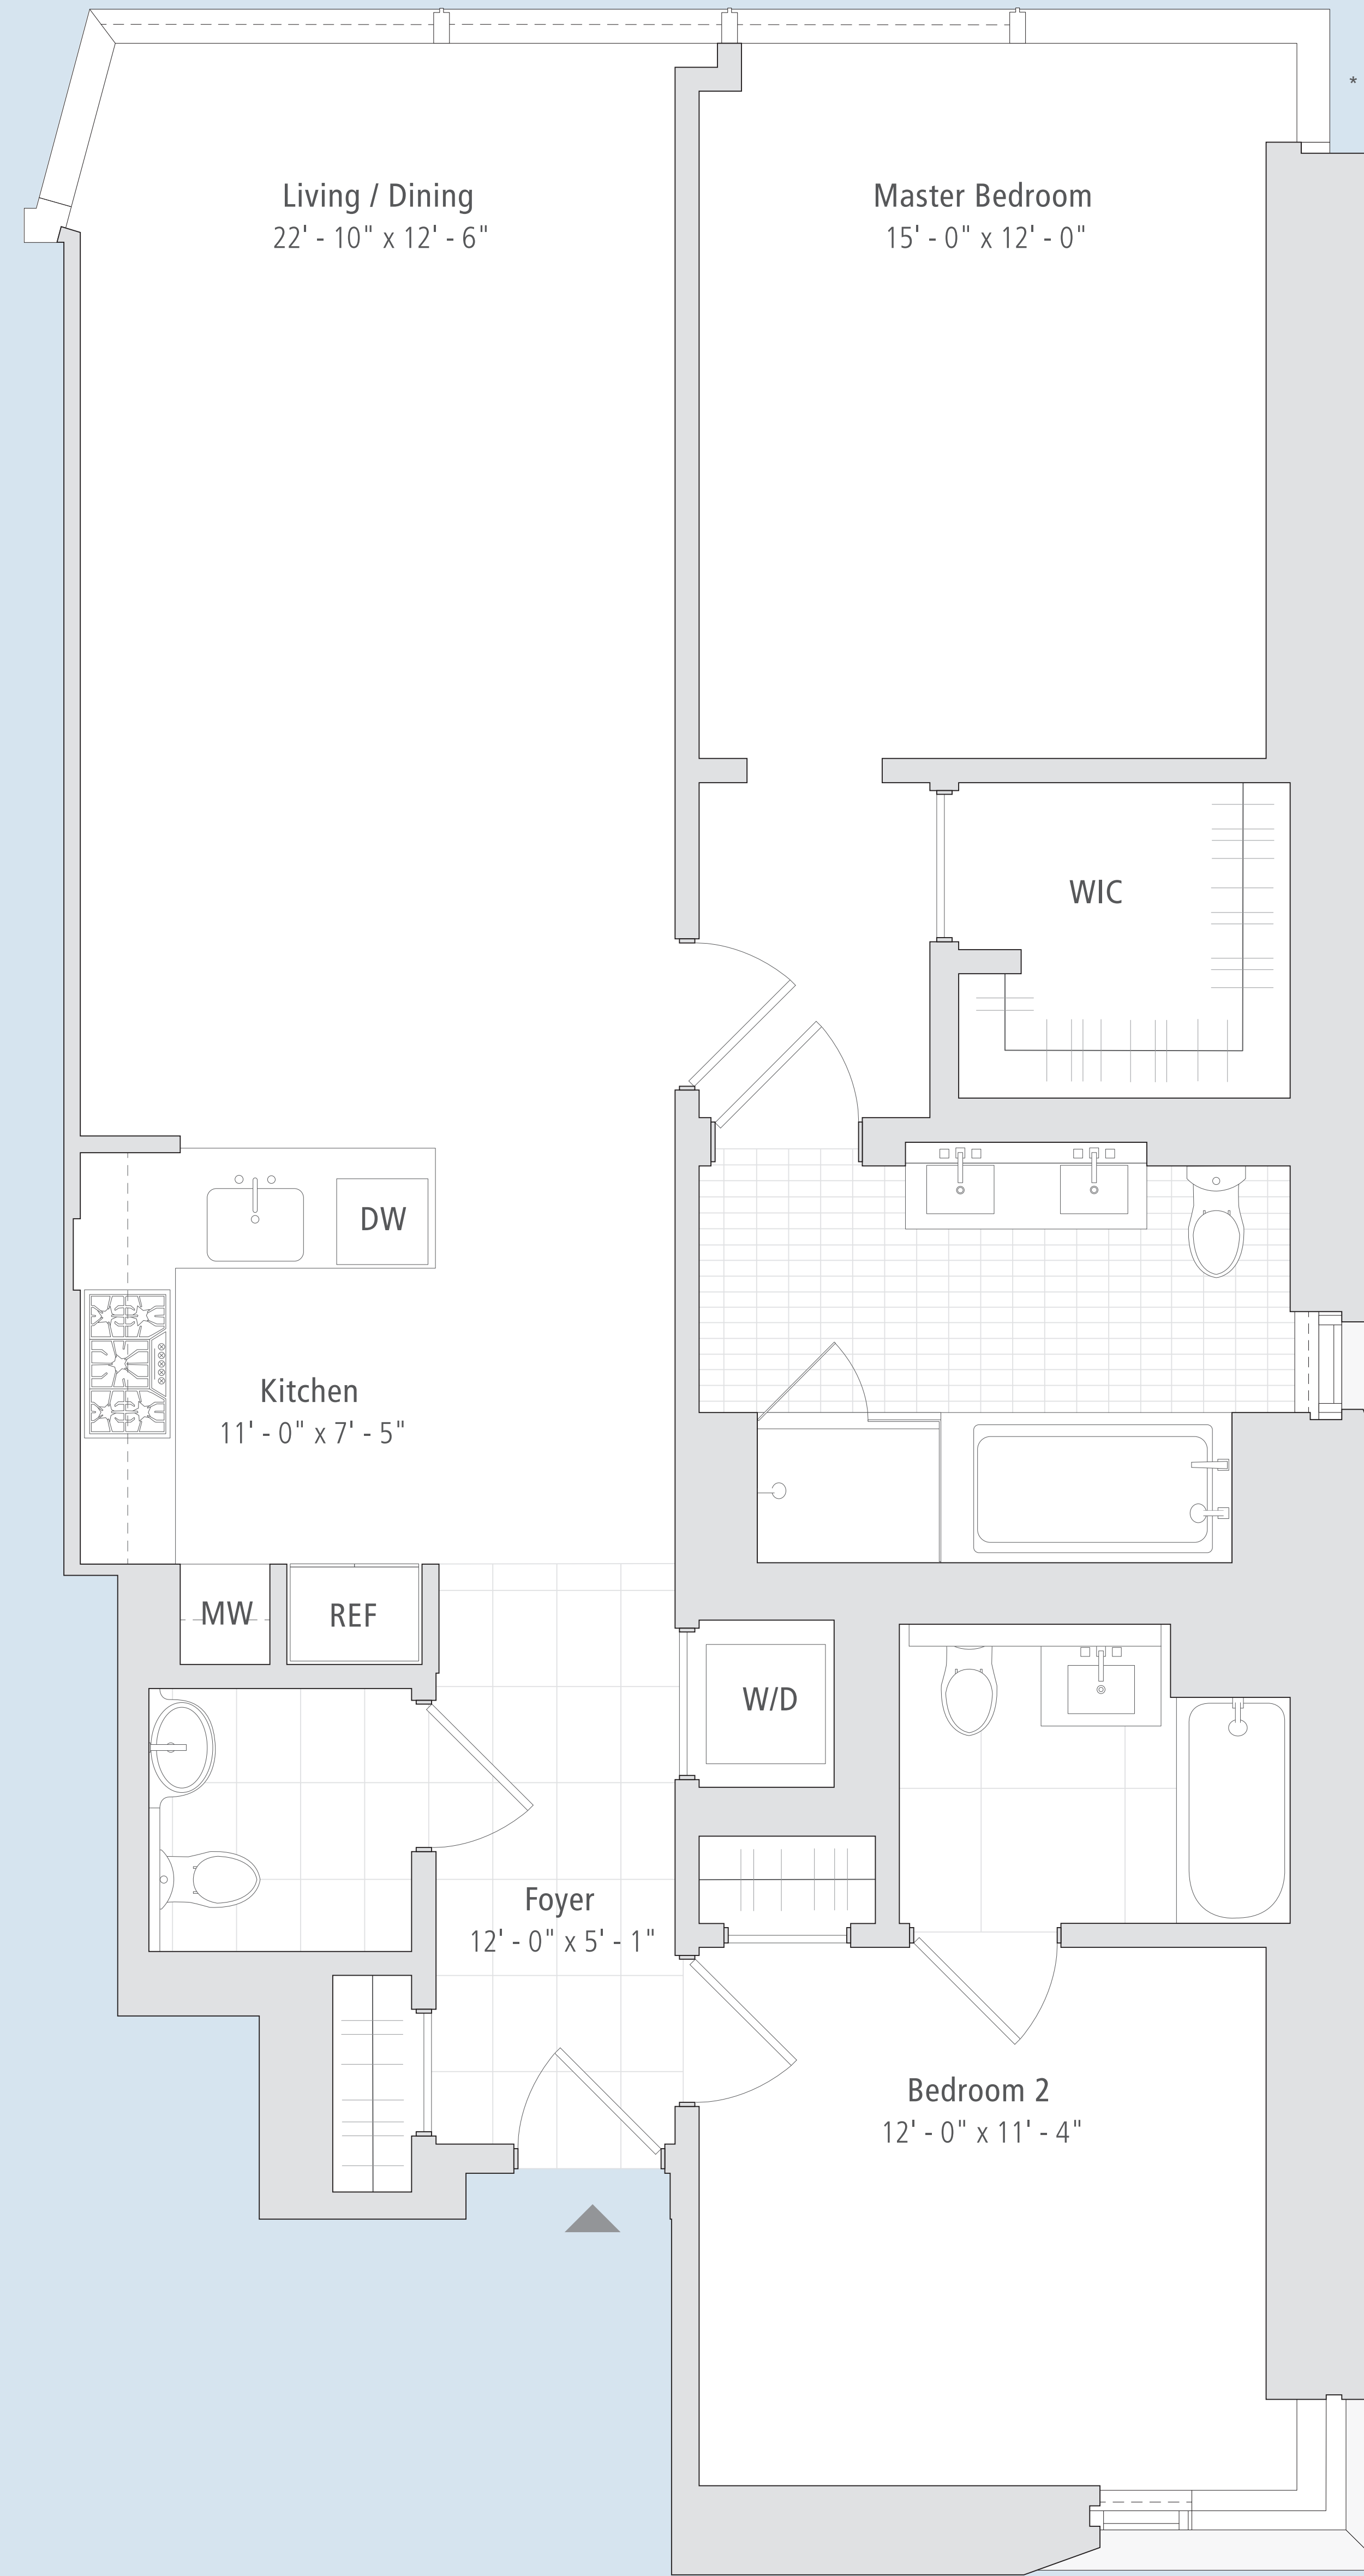 *
Living / Dining
22' - 10" x 12' - 6"
Master Bedroom
15' - 0" x 12' - 0"
WIC
DW
Kitchen
11' - 0" x 7' - 5"
MW
REF
W/D
Foyer
12' - 0" x 5' - 1"
Bedroom 2
12' - 0" x 11' - 4"